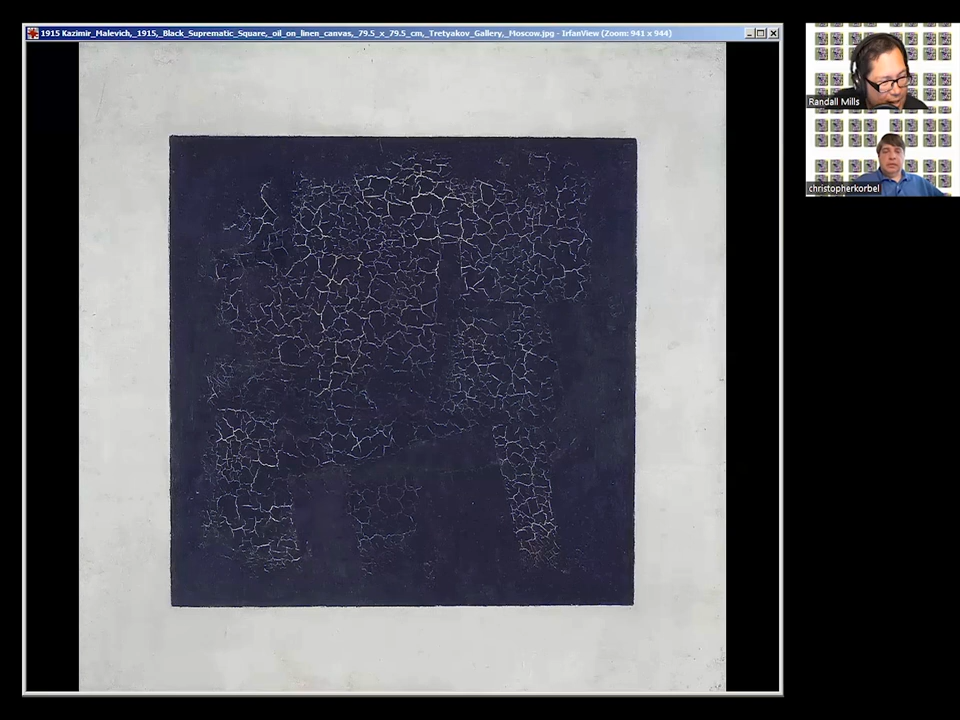 1915 Kazimir_Malevich,_1915,_Black_Suprematic_Square,_oil_on_linen_canvas,_79.5_x_79.5_cm,_Tretyakov_Gallery,_Moscow.jpg - IrfanView (Zoom: 941 x 944)
Randall Mills
christopherkorbel